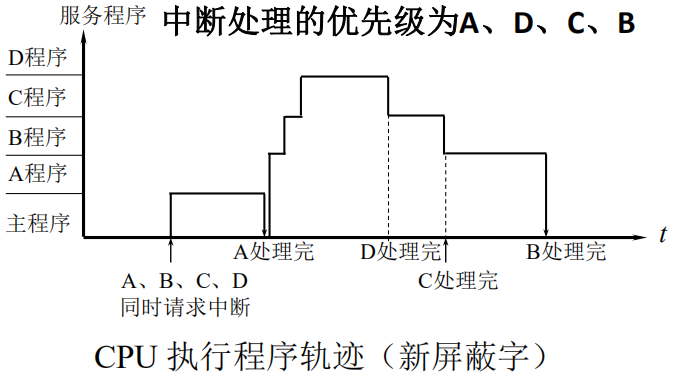 服务程序 中断处理的优先级为A、D、C、B
D程序
C程序
B程序
A程序
主程序
t
A处理完 D处理完 B处理完
A、B、C、D C处理完
同时请求中断
CPU 执行程序轨迹（新屏蔽字）